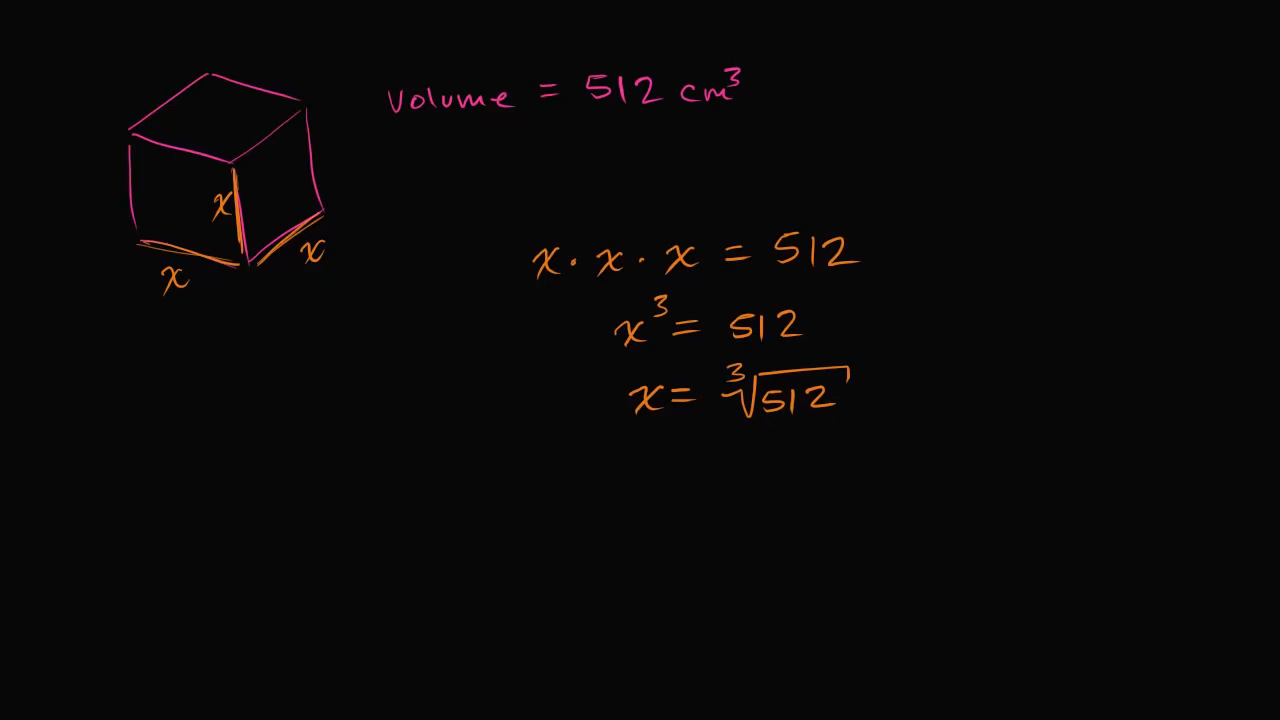 volume = 512 cm³
x
x
x
x · x · x = 512
x³ = 512
x = ∛512